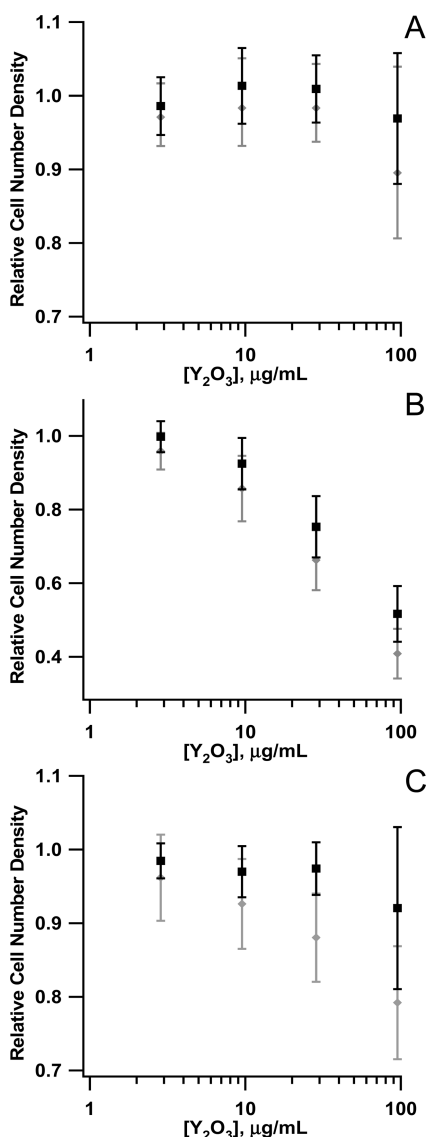 A
1.1
1.0
0.9
0.8
0.7
Relative Cell Number Density
1 10 100
[Y₂O₃], μg/mL
B
1.0
0.8
0.6
0.4
Relative Cell Number Density
1 10 100
[Y₂O₃], μg/mL
C
1.1
1.0
0.9
0.8
0.7
Relative Cell Number Density
1 10 100
[Y₂O₃], μg/mL